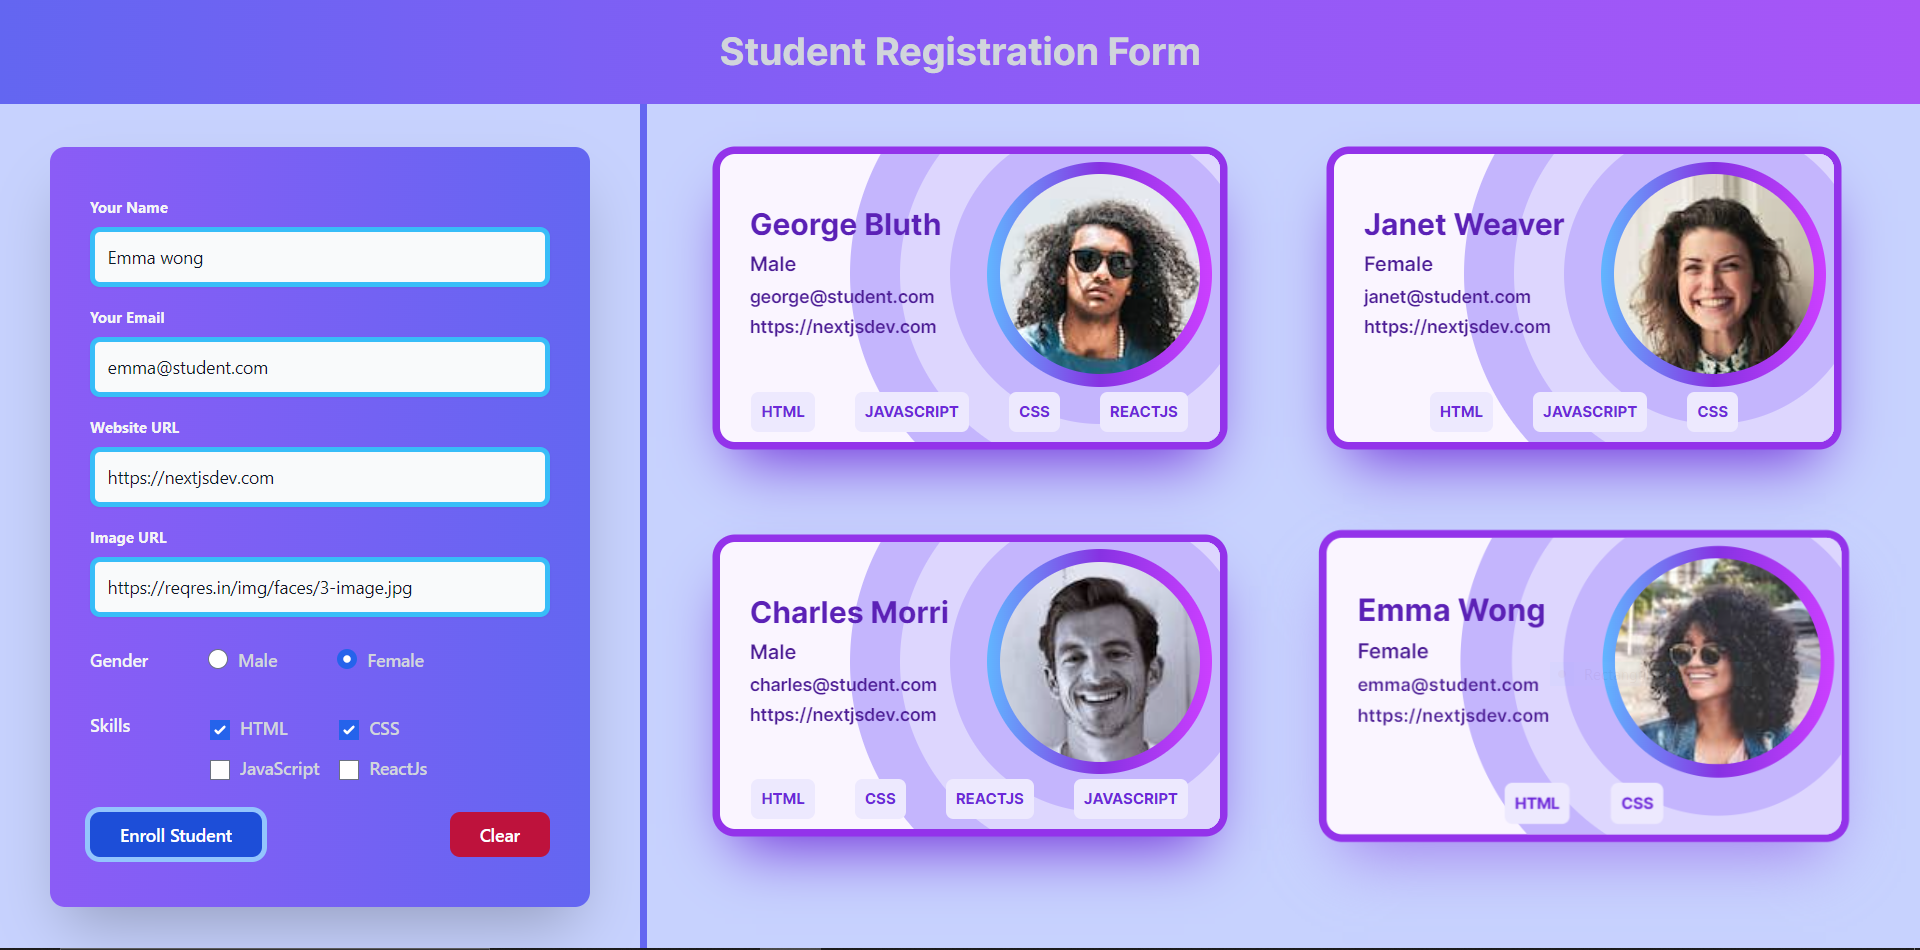 Student Registration Form
Your Name
Emma wong
Your Email
emma@student.com
Website URL
https://nextjsdev.com
Image URL
https://reqres.in/img/faces/3-image.jpg
Gender Male Female
Skills HTML CSS
JavaScript ReactJs
Enroll Student Clear
George Bluth
Male
george@student.com
https://nextjsdev.com
HTML JAVASCRIPT CSS REACTJS
Janet Weaver
Female
janet@student.com
https://nextjsdev.com
HTML JAVASCRIPT CSS
Charles Morri
Male
charles@student.com
https://nextjsdev.com
HTML CSS REACTJS JAVASCRIPT
Emma Wong
Female
emma@student.com
https://nextjsdev.com
HTML CSS